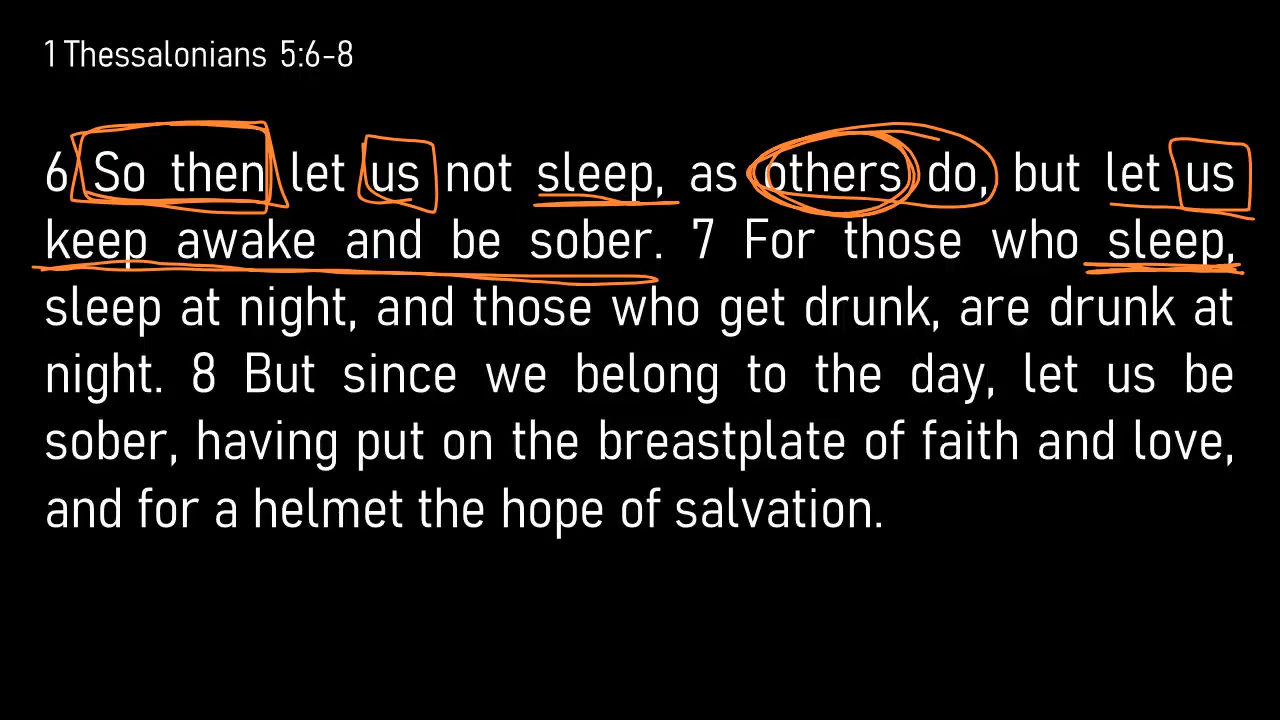 1 Thessalonians 5:6-8
6 So then let us not sleep, as others do, but let us
keep awake and be sober. 7 For those who sleep,
sleep at night, and those who get drunk, are drunk at
night. 8 But since we belong to the day, let us be
sober, having put on the breastplate of faith and love,
and for a helmet the hope of salvation.